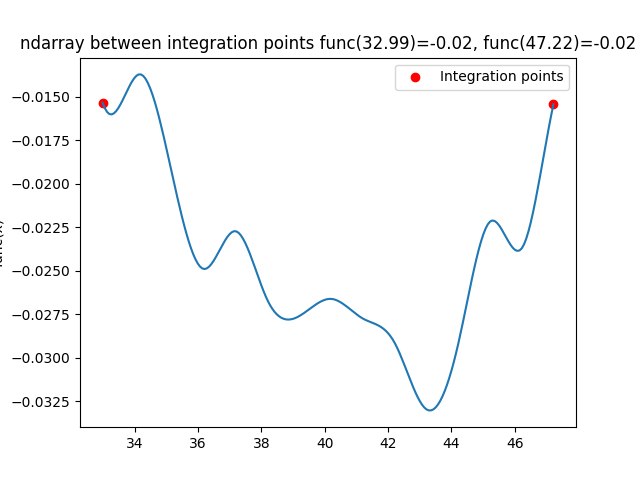 ndarray between integration points func(32.99)=-0.02, func(47.22)=-0.02
Integration points
−0.0150
−0.0175
−0.0200
−0.0225
−0.0250
−0.0275
−0.0300
−0.0325
34 36 38 40 42 44 46